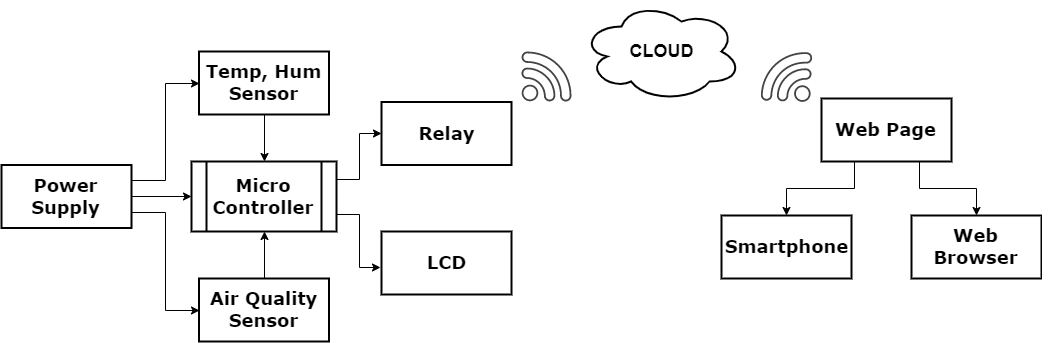 CLOUD
Temp, Hum
Sensor
Relay
Web Page
Power
Supply
Micro
Controller
Smartphone
Web
Browser
LCD
Air Quality
Sensor